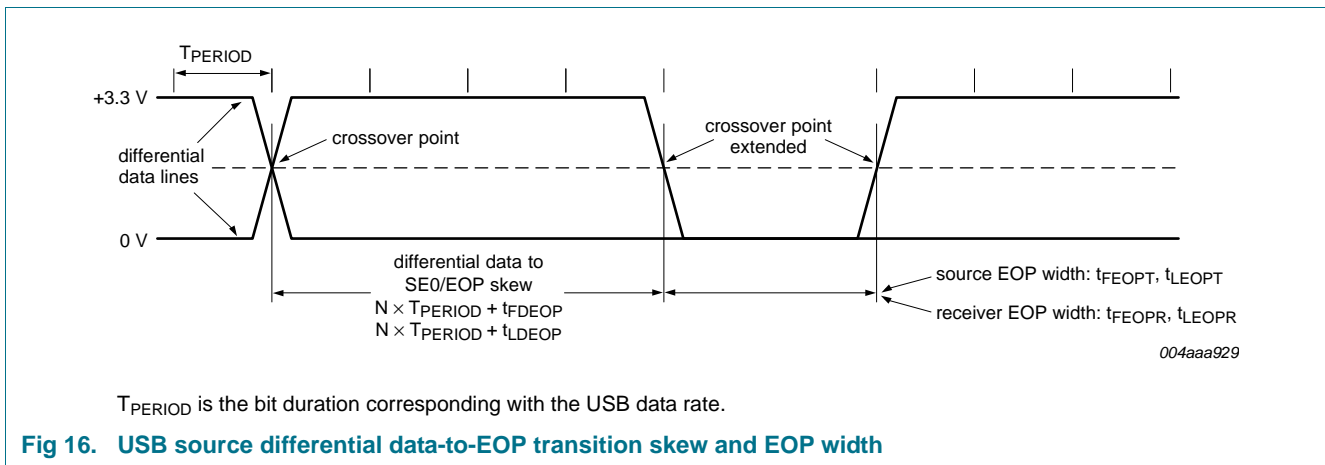 TPERIOD
+3.3 V
crossover point
crossover point
extended
differential
data lines
0 V
differential data to
SE0/EOP skew
N × TPERIOD + tFDEOP
N × TPERIOD + tLDEOP
source EOP width: tFEOPT, tLEOPT
receiver EOP width: tFEOPR, tLEOPR
004aaa929
TPERIOD is the bit duration corresponding with the USB data rate.
Fig 16. USB source differential data-to-EOP transition skew and EOP width